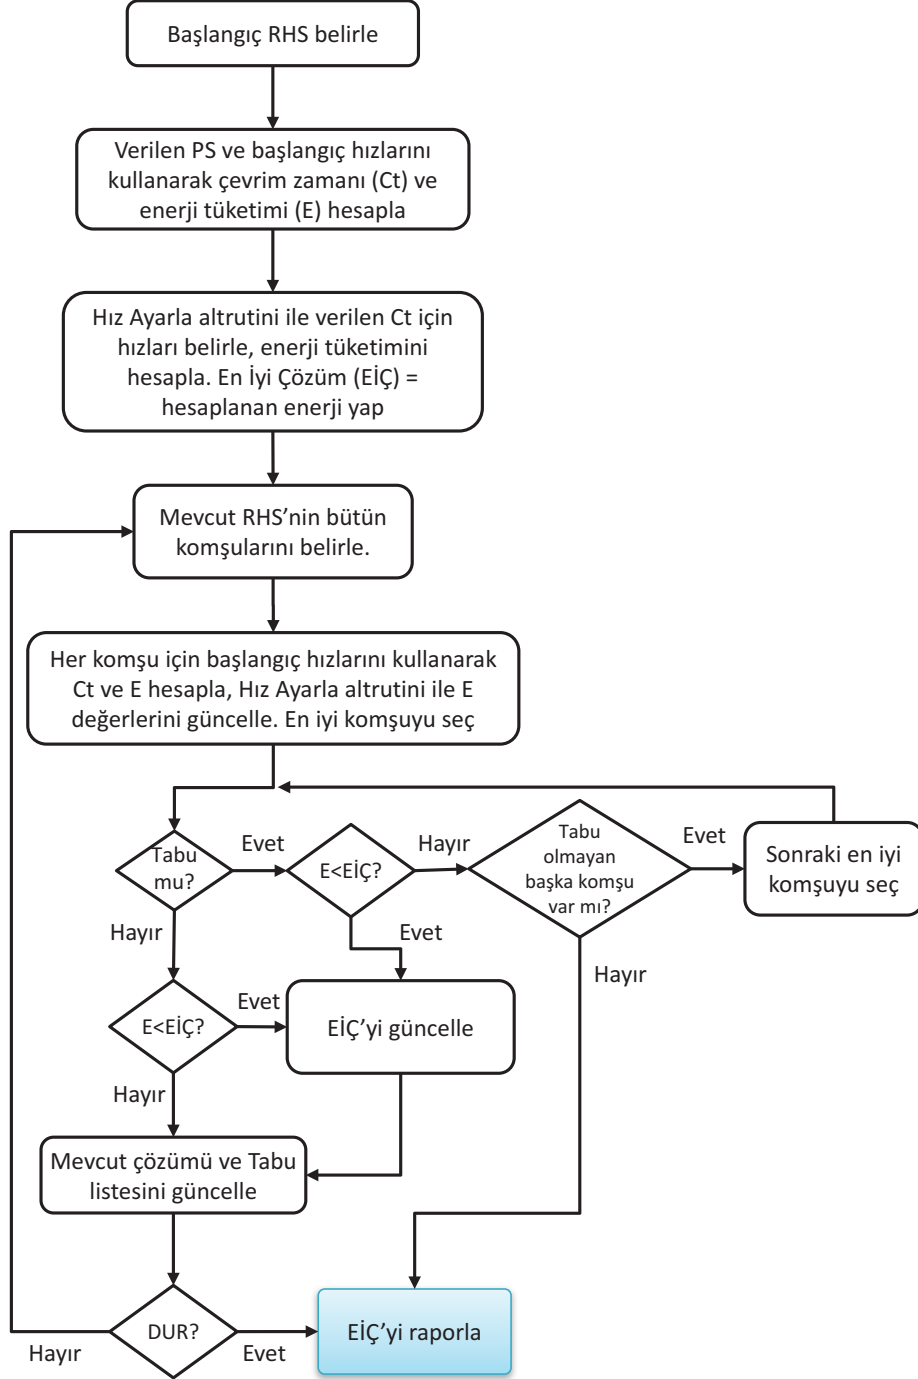 Başlangıç RHS belirle
Verilen PS ve başlangıç hızlarını
kullanarak çevrim zamanı (Ct) ve
enerji tüketimi (E) hesapla
Hız Ayarla altrutini ile verilen Ct için
hızları belirle, enerji tüketimini
hesapla. En İyi Çözüm (EİÇ) =
hesaplanan enerji yap
Mevcut RHS’nin bütün
komşularını belirle.
Her komşu için başlangıç hızlarını kullanarak
Ct ve E hesapla, Hız Ayarla altrutini ile E
değerlerini güncelle. En iyi komşuyu seç
Tabu
mu?
Evet
E<EİÇ?
Hayır
Tabu
olmayan
başka komşu
var mı?
Evet
Sonraki en iyi
komşuyu seç
Hayır
Evet
Hayır
E<EİÇ?
Evet
EİÇ’yi güncelle
Hayır
Mevcut çözümü ve Tabu
listesini güncelle
DUR?
Hayır
Evet
EİÇ’yi raporla